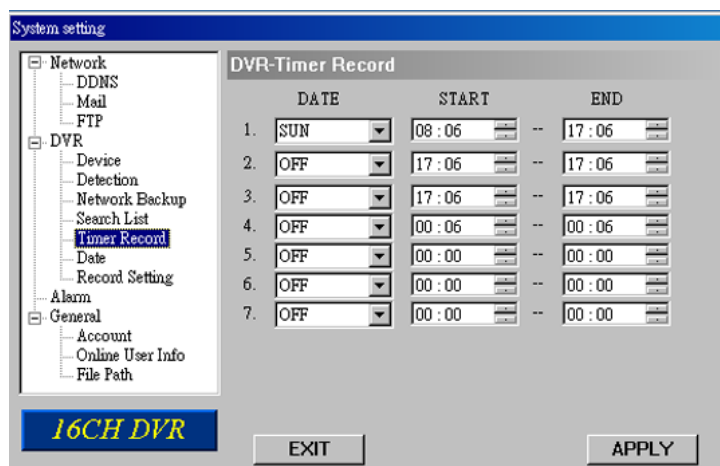 System setting
Network
DDNS
Mail
FTP
DVR
Device
Detection
Network Backup
Search List
Timer Record
Date
Record Setting
Alarm
General
Account
Online User Info
File Path
16CH DVR
DVR-Timer Record
DATE START END
1. SUN 08 : 06 -- 17 : 06
2. OFF 17 : 06 -- 17 : 06
3. OFF 17 : 06 -- 17 : 06
4. OFF 00 : 06 -- 00 : 06
5. OFF 00 : 00 -- 00 : 00
6. OFF 00 : 00 -- 00 : 00
7. OFF 00 : 00 -- 00 : 00
EXIT APPLY